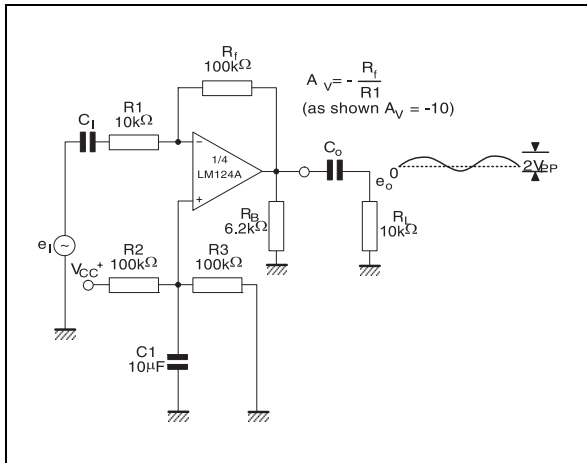 Rf
100kΩ
AV = - Rf
R1
(as shown AV = -10)
CI
R1
10kΩ
1/4
LM124A
-
+
Co
eo
0
2VPP
RB
6.2kΩ
RL
10kΩ
eI
~
VCC+
R2
100kΩ
R3
100kΩ
C1
10µF